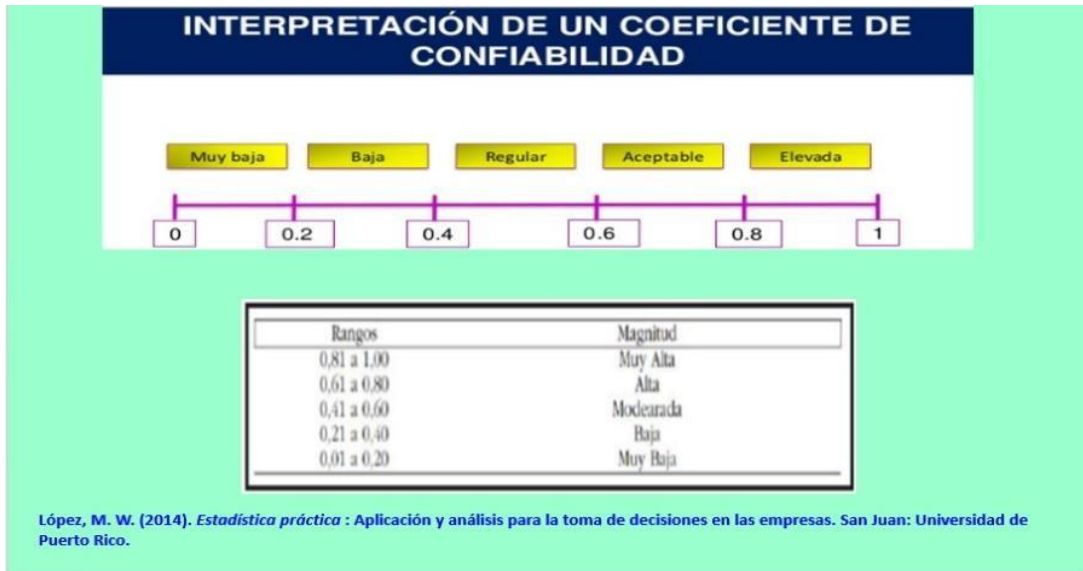 INTERPRETACIÓN DE UN COEFICIENTE DE
CONFIABILIDAD
Muy baja Baja Regular Aceptable Elevada
0 0.2 0.4 0.6 0.8 1
Rangos Magnitud
0,81 a 1,00 Muy Alta
0,61 a 0,80 Alta
0,41 a 0,60 Modearada
0,21 a 0,40 Baja
0,01 a 0,20 Muy Baja
López, M. W. (2014). Estadística práctica : Aplicación y análisis para la toma de decisiones en las empresas. San Juan: Universidad de
Puerto Rico.